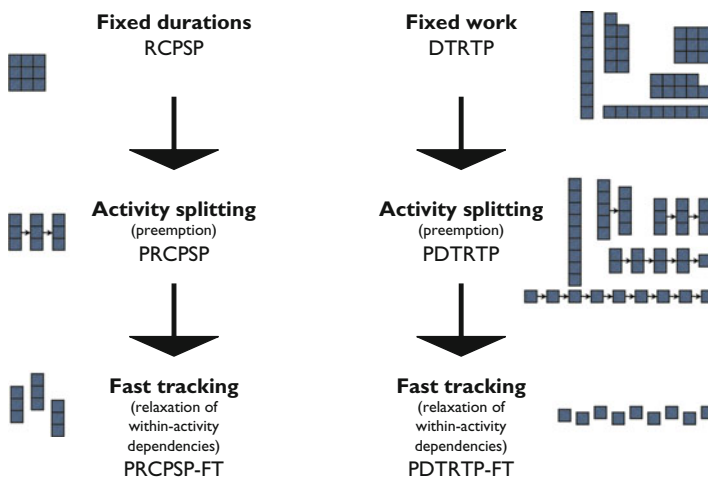 Fixed durations
RCPSP
Fixed work
DTRTP
Activity splitting
(preemption)
PRCPSP
Activity splitting
(preemption)
PDTRTP
Fast tracking
(relaxation of
within-activity
dependencies)
PRCPSP-FT
Fast tracking
(relaxation of
within-activity
dependencies)
PDTRTP-FT